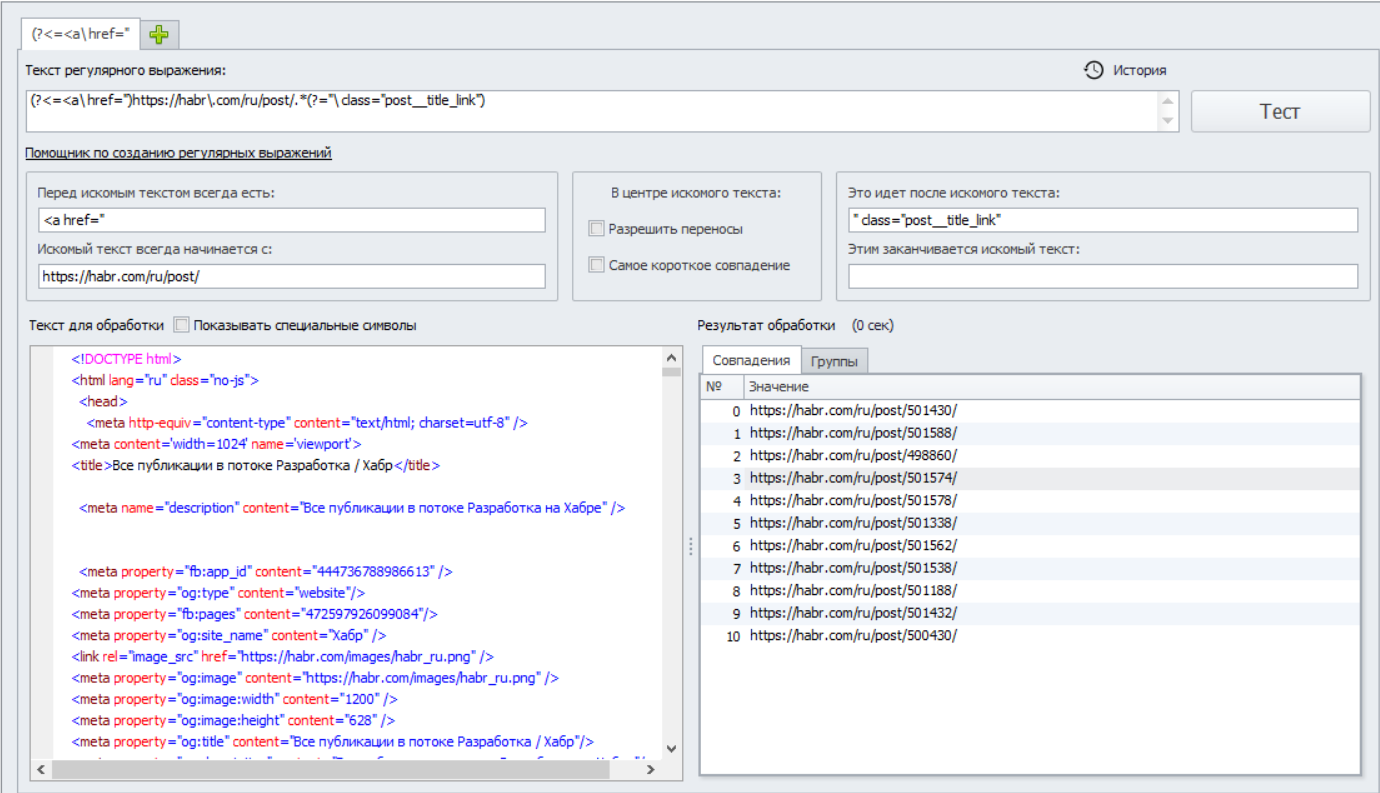 (?<=<a\ href="
Текст регулярного выражения:
История
(?<=<a\ href=")https://habr\.com/ru/post/.*(?="\ class="post__title_link")
Тест
Помощник по созданию регулярных выражений
Перед искомым текстом всегда есть:
<a href="
Искомый текст всегда начинается с:
https://habr.com/ru/post/
В центре искомого текста:
Разрешить переносы
Самое короткое совпадение
Это идет после искомого текста:
" class="post__title_link"
Этим заканчивается искомый текст:
Текст для обработки
Показывать специальные символы
<!DOCTYPE html>
<html lang="ru" class="no-js">
<head>
<meta http-equiv="content-type" content="text/html; charset=utf-8" />
<meta content='width=1024' name='viewport'>
<title>Все публикации в потоке Разработка / Хабр</title>
<meta name="description" content="Все публикации в потоке Разработка на Хабре" />
<meta property="fb:app_id" content="444736788986613" />
<meta property="og:type" content="website"/>
<meta property="fb:pages" content="472597926099084"/>
<meta property="og:site_name" content="Хабр" />
<link rel="image_src" href="https://habr.com/images/habr_ru.png" />
<meta property="og:image" content="https://habr.com/images/habr_ru.png" />
<meta property="og:image:width" content="1200" />
<meta property="og:image:height" content="628" />
<meta property="og:title" content="Все публикации в потоке Разработка / Хабр"/>
Результат обработки (0 сек)
Совпадения Группы
№ Значение
0 https://habr.com/ru/post/501430/
1 https://habr.com/ru/post/501588/
2 https://habr.com/ru/post/498860/
3 https://habr.com/ru/post/501574/
4 https://habr.com/ru/post/501578/
5 https://habr.com/ru/post/501338/
6 https://habr.com/ru/post/501562/
7 https://habr.com/ru/post/501538/
8 https://habr.com/ru/post/501188/
9 https://habr.com/ru/post/501432/
10 https://habr.com/ru/post/500430/